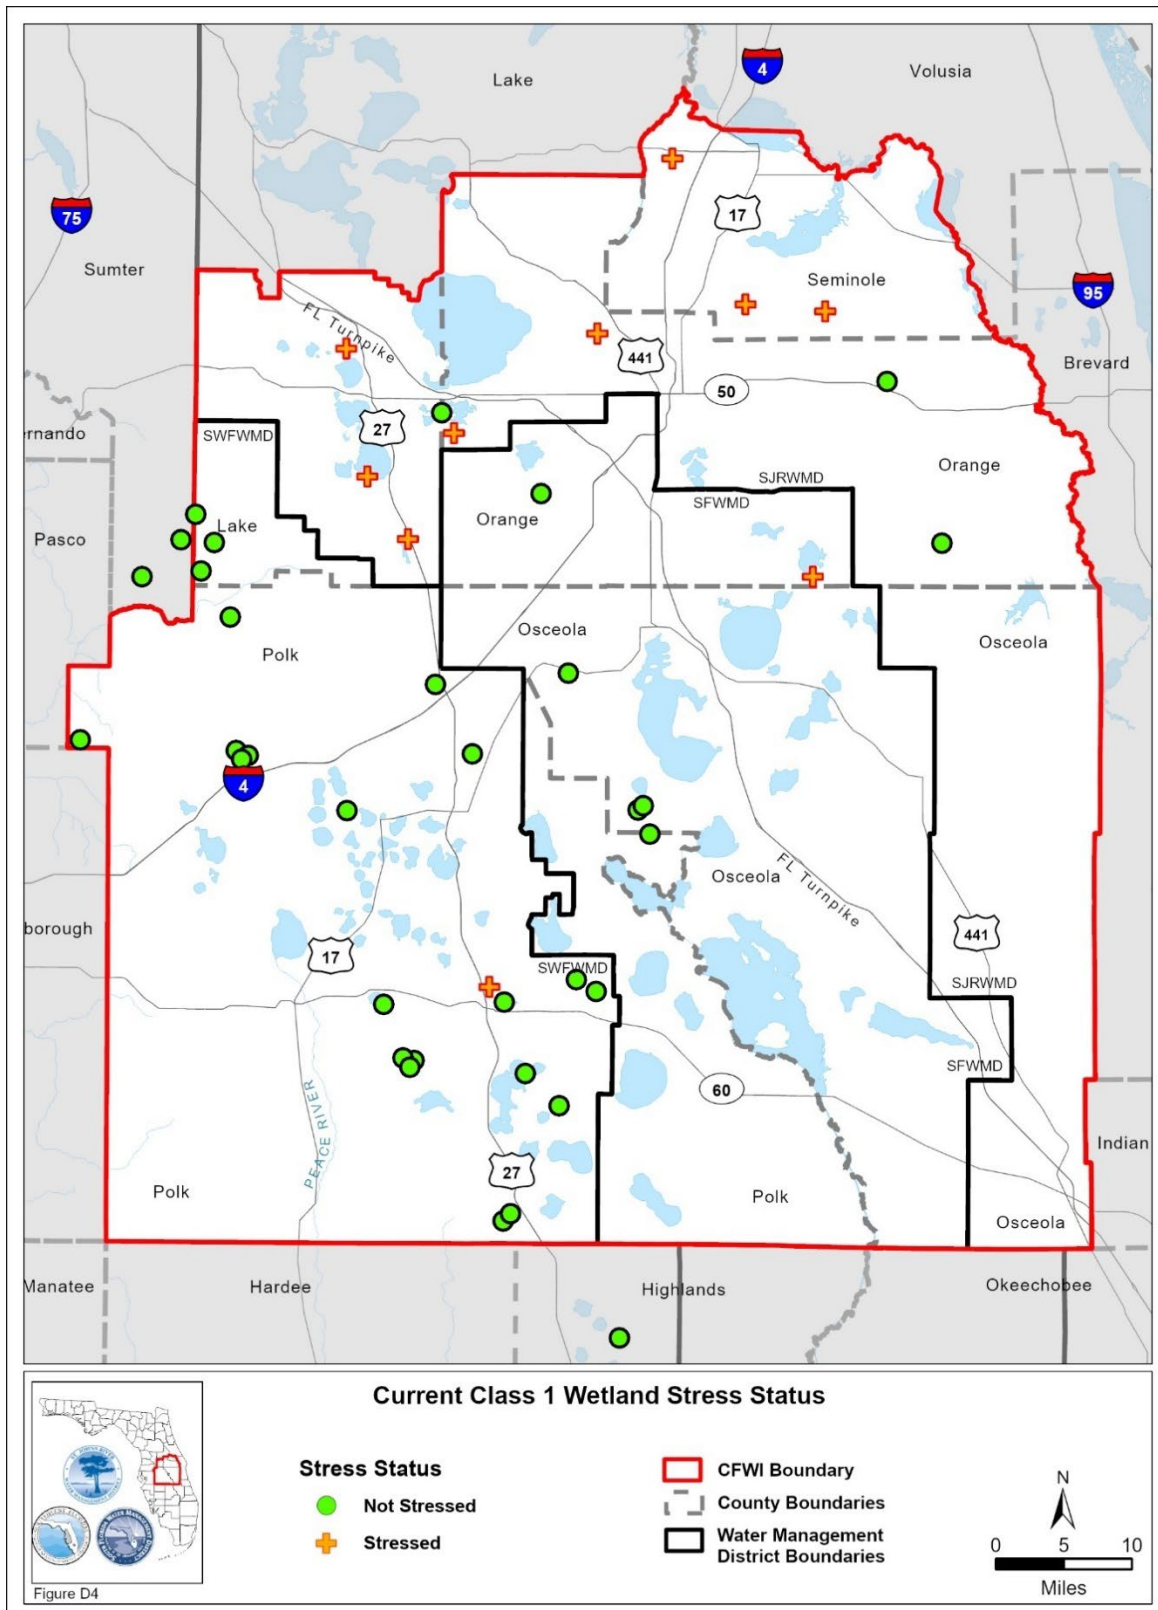 Lake
4
Volusia
75
17
Sumter
Seminole
95
FL Turnpike
441
Brevard
50
27
ernando
SWFWMD
Orange
SJRWMD
SFWMD
Orange
Lake
Pasco
Osceola
Osceola
Polk
4
Osceola
FL Turnpike
borough
17
441
SWFWMD
SJRWMD
SFWMD
60
PEACE RIVER
Indian
27
Polk
Polk
Osceola
Manatee
Hardee
Highlands
Okeechobee
Current Class 1 Wetland Stress Status
Stress Status
Not Stressed
Stressed
CFWI Boundary
County Boundaries
Water Management
District Boundaries
N
0 5 10
Miles
Figure D4